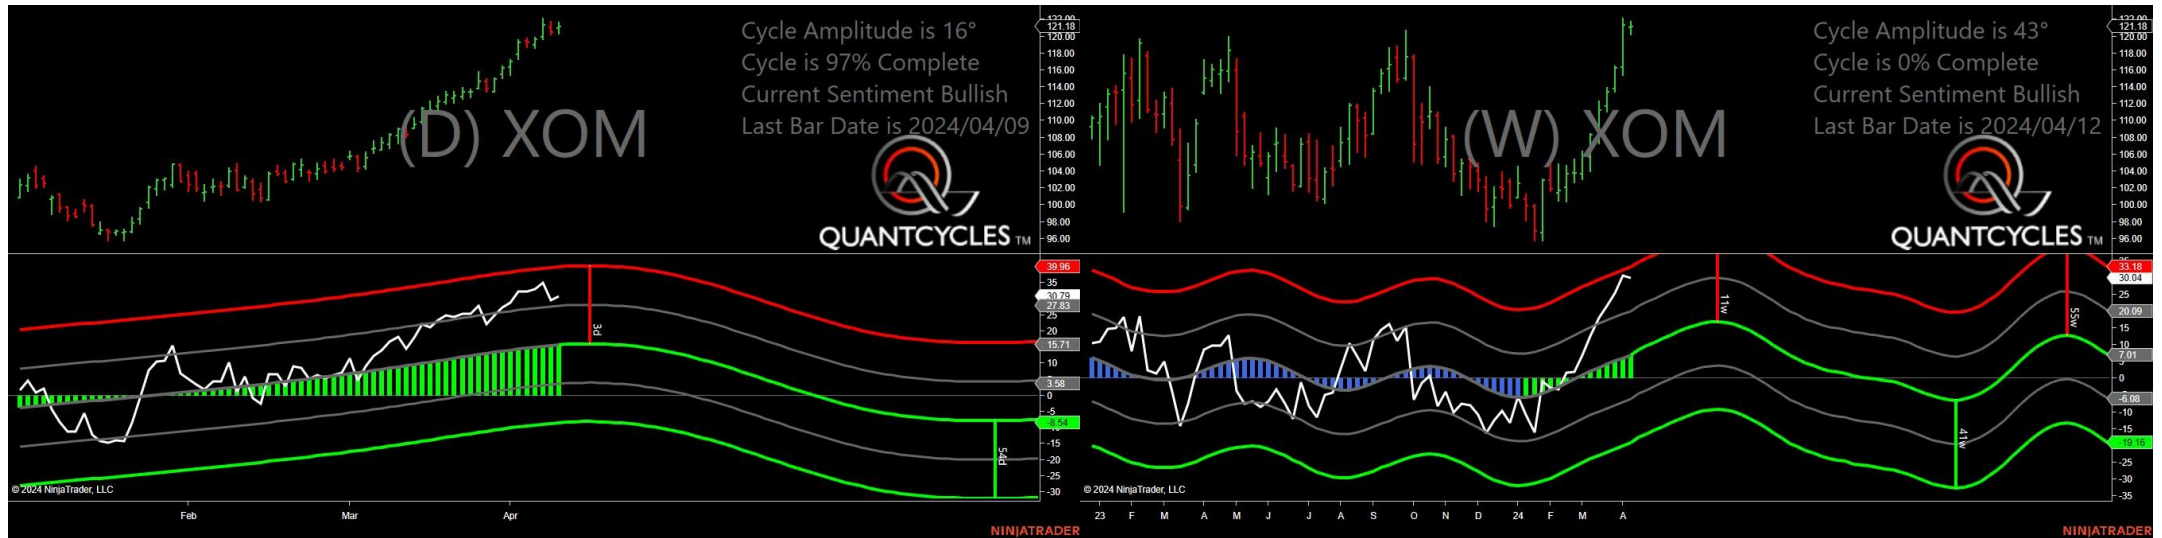 Cycle Amplitude is 16°
Cycle is 97% Complete
Current Sentiment Bullish
Last Bar Date is 2024/04/09
(D) XOM
QUANTCYCLES TM
122.00
121.18
120.00
118.00
116.00
114.00
112.00
110.00
108.00
106.00
104.00
102.00
100.00
98.00
96.00
39.96
35
30.79
27.83
25
20
15.71
10
3.58
0
-5
-8.54
-15
-20
-25
-30
3d
54d
© 2024 NinjaTrader, LLC
Feb Mar Apr
NINJATRADER
Cycle Amplitude is 43°
Cycle is 0% Complete
Current Sentiment Bullish
Last Bar Date is 2024/04/12
(W) XOM
QUANTCYCLES TM
122.00
121.18
120.00
118.00
116.00
114.00
112.00
110.00
108.00
106.00
104.00
102.00
100.00
98.00
96.00
33.18
30.04
25
20.09
15
7.01
0
-6.08
-10
-15
-19.16
-25
-30
-35
11w
41w
55w
© 2024 NinjaTrader, LLC
23 F M A M J J A S O N D 24 F M A
NINJATRADER